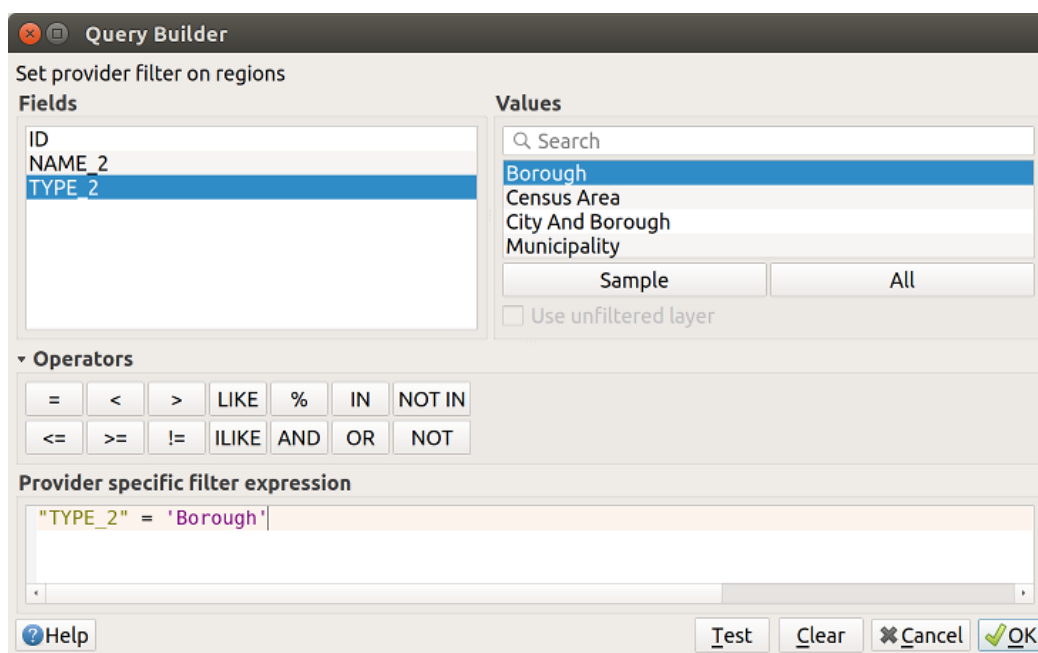 Query Builder
Set provider filter on regions
Fields
ID
NAME_2
TYPE_2
Values
Search
Borough
Census Area
City And Borough
Municipality
Sample All
Use unfiltered layer
Operators
= < > LIKE % IN NOT IN
<= >= != ILIKE AND OR NOT
Provider specific filter expression
"TYPE_2" = 'Borough'
Help Test Clear Cancel OK